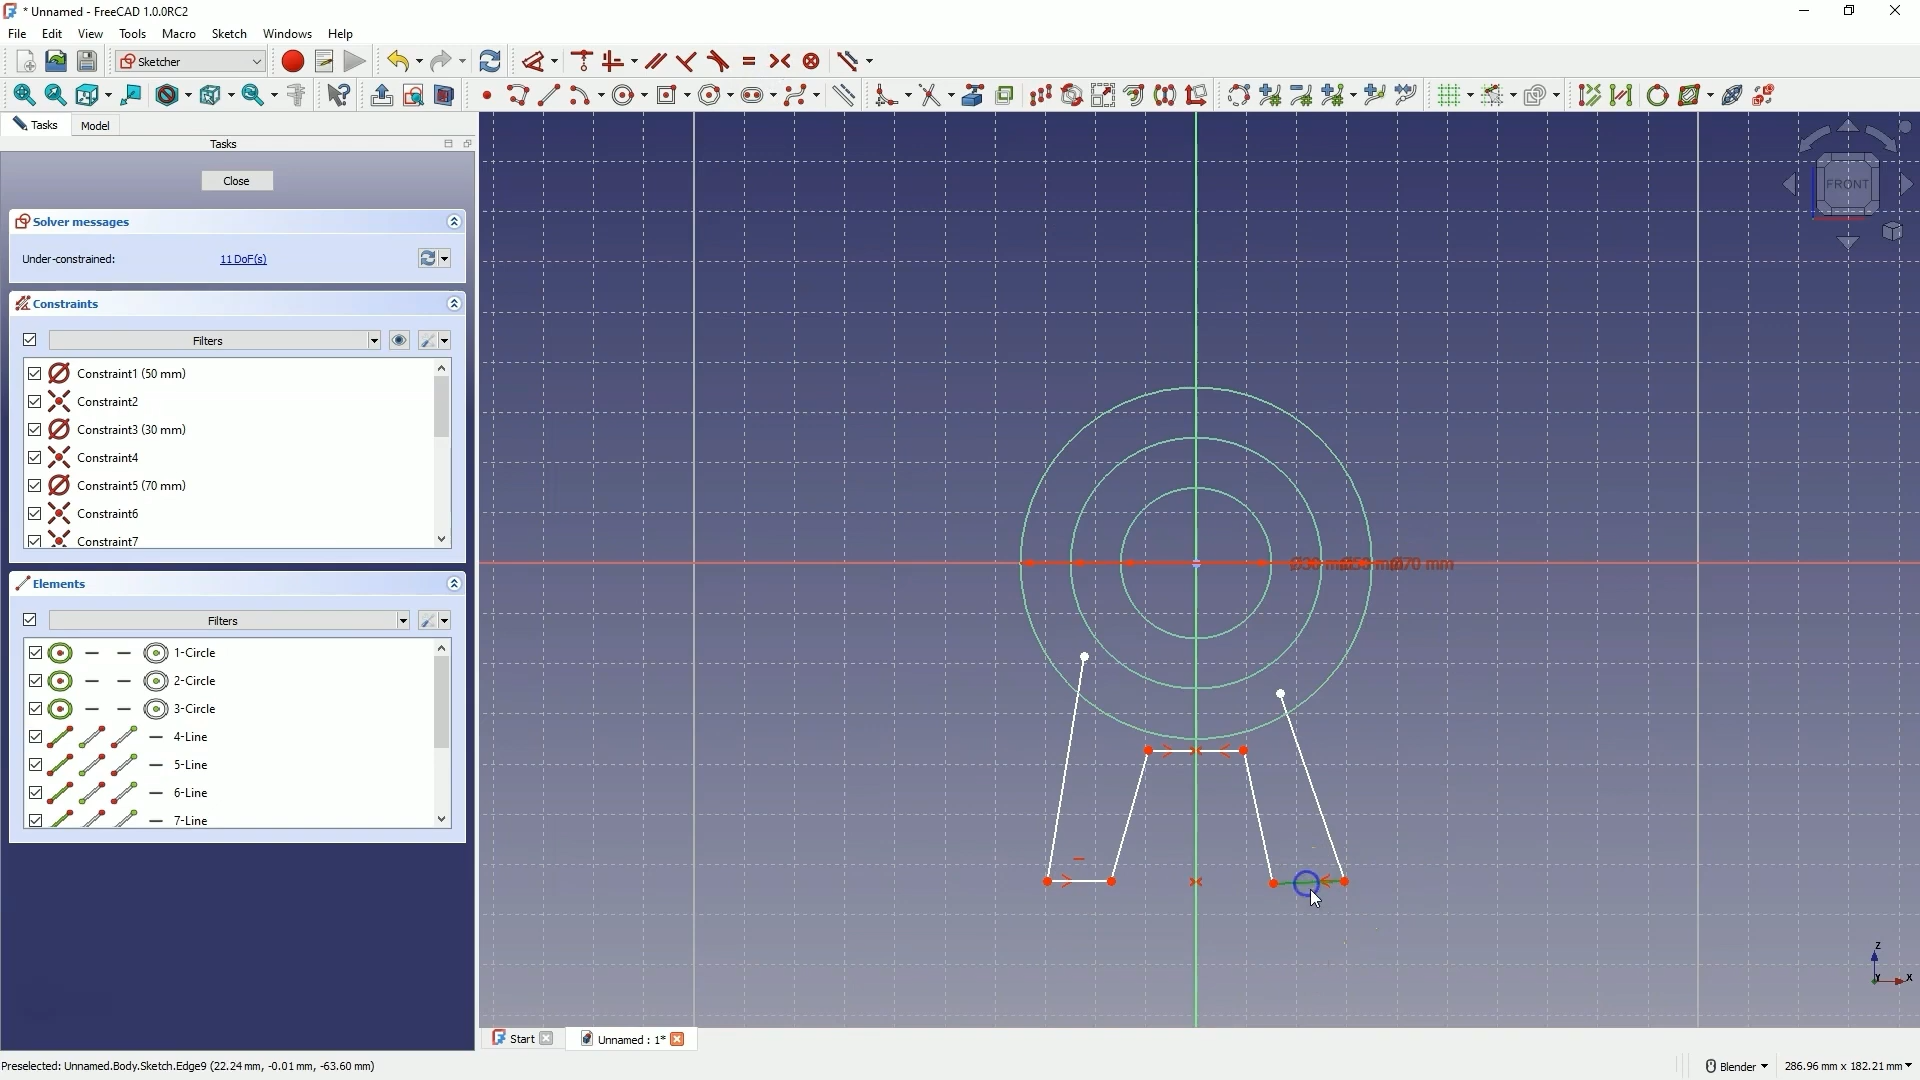 * Unnamed - FreeCAD 1.0.0RC2
File Edit View Tools Macro Sketch Windows Help
Sketcher
Tasks Model
Tasks
Close
Solver messages
Under-constrained: 11 DoF(s)
Constraints
Filters
Constraint1 (50 mm)
Constraint2
Constraint3 (30 mm)
Constraint4
Constraint5 (70 mm)
Constraint6
Constraint7
Elements
Filters
1-Circle
2-Circle
3-Circle
4-Line
5-Line
6-Line
7-Line
FRONT
Ø70 mm
Z
Y
X
Start Unnamed : 1*
Preselected: Unnamed.Body.Sketch.Edge9 (22.24 mm, -0.01 mm, -63.60 mm)
Blender 286.96 mm x 182.21 mm